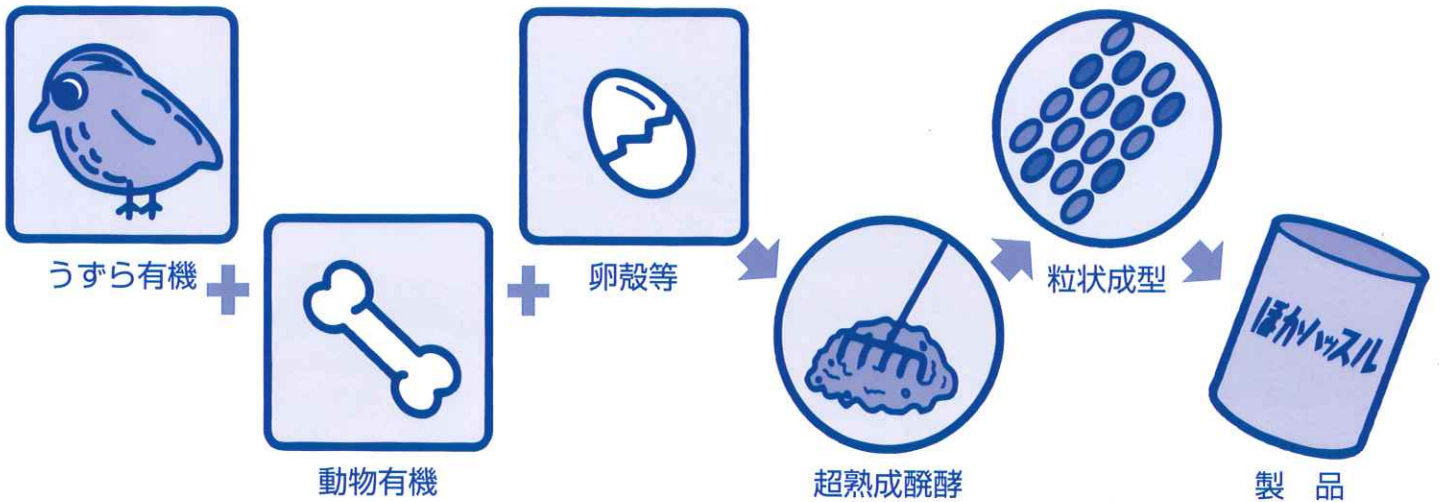 うずら有機
+
動物有機
+
卵殻等
超熟成醗酵
粒状成型
ぼかハッスル
製 品